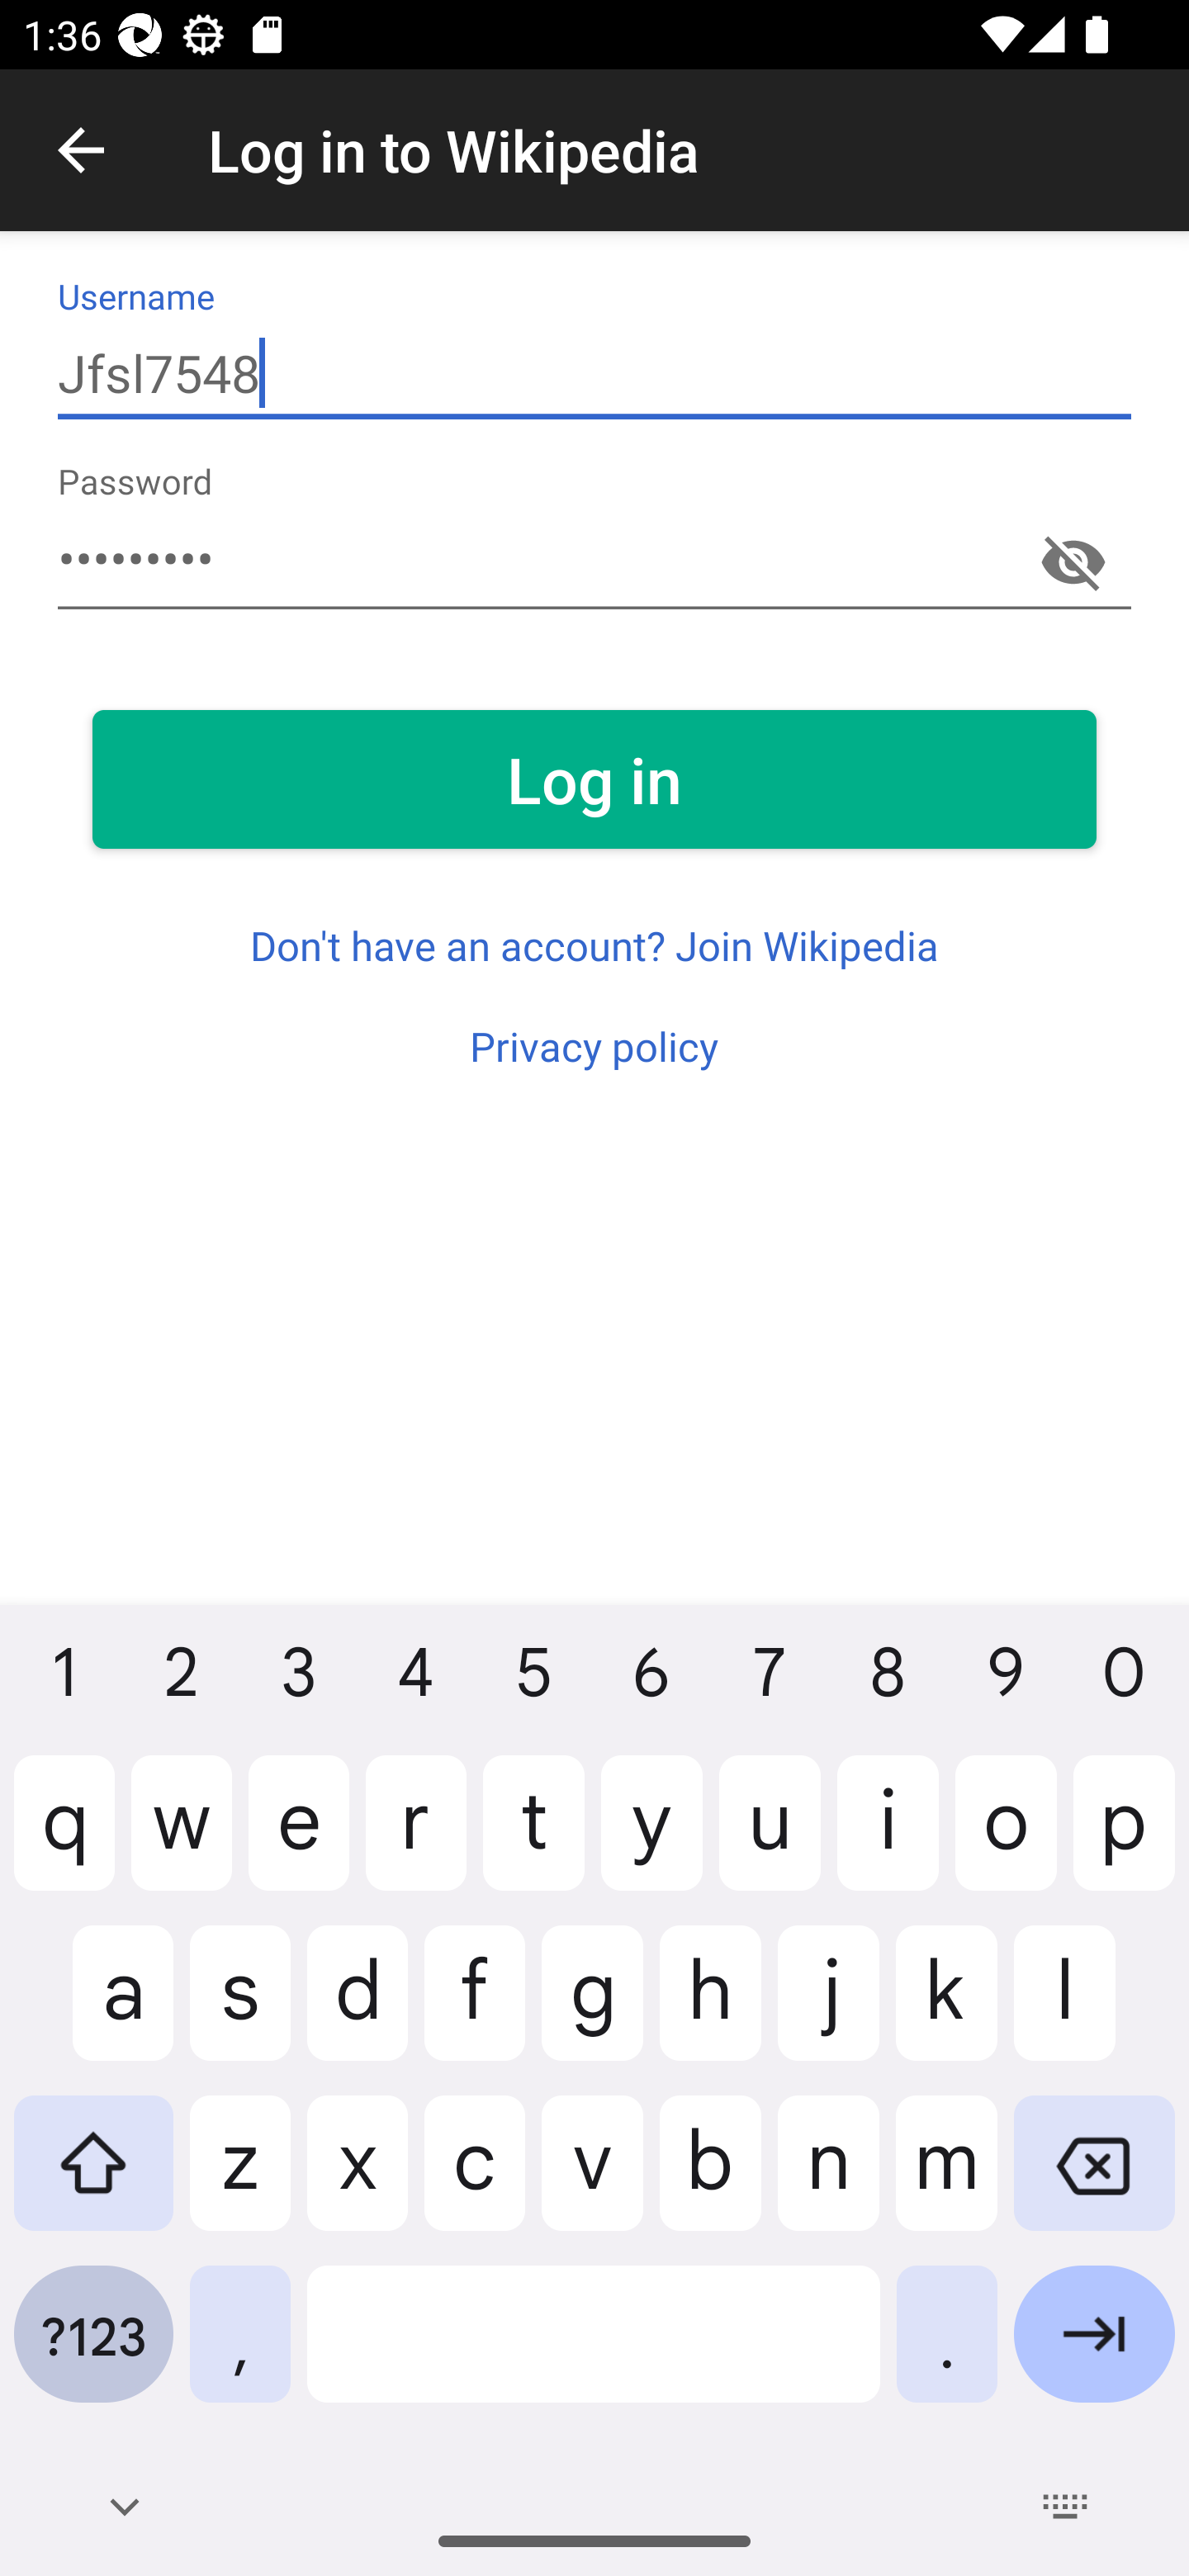 1:36
Log in to Wikipedia
Username
Jfsl7548
Password
•••••••••
Log in
Don't have an account? Join Wikipedia
Privacy policy
1 2 3 4 5 6 7 8 9 0
q w e r t y u i o p
a s d f g h j k l
z x c v b n m
?123 , .